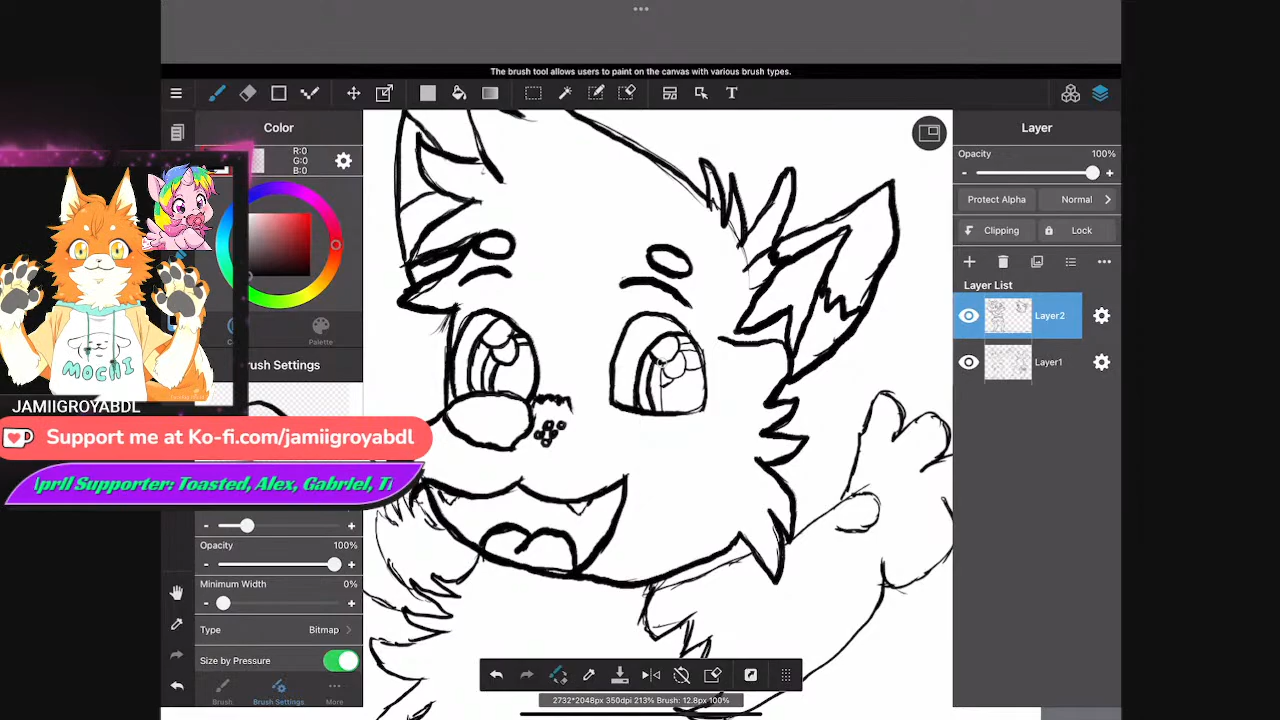 The brush tool allows users to paint on the canvas with various brush types.
T
Color
R:0
G:0
B:0
Palette
MOCHI
JAMIIGROYABDL
Support me at Ko-fi.com/jamiigroyabdl
April Supporter: Toasted, Alex, Gabriel,
Opacity 100%
- +
Minimum Width 0%
- +
Type Bitmap
Size by Pressure
Brush Brush Settings More
2732*2048px 350dpi 213% Brush: 12.8px 100%
Layer
Opacity 100%
- +
Protect Alpha Normal
Clipping Lock
Layer List
Layer2
Layer1